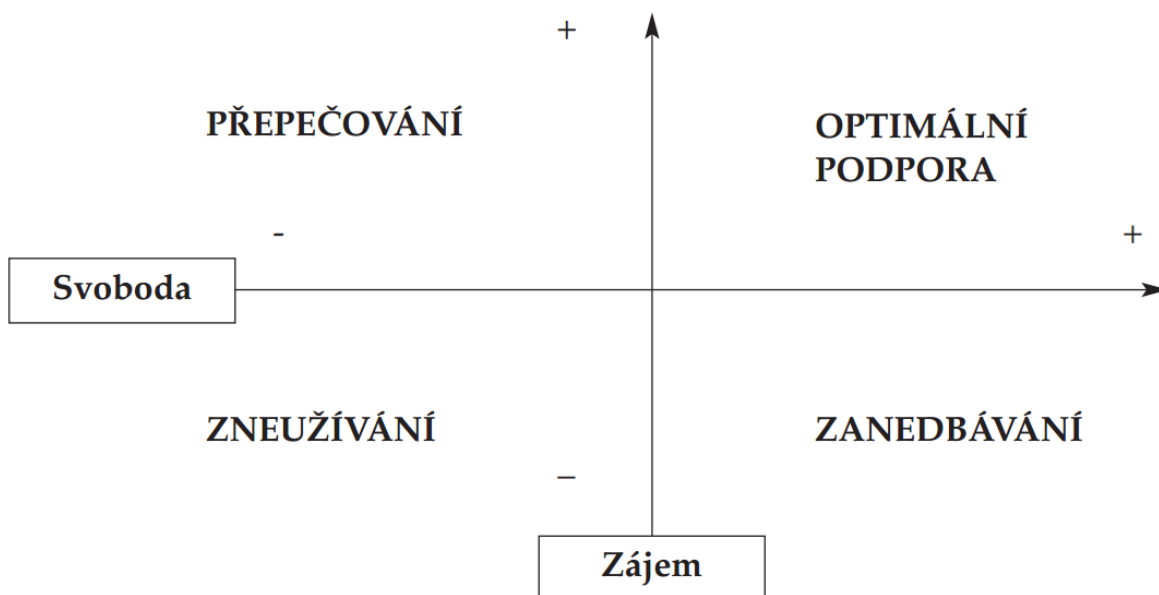 +
PŘEPEČOVÁNÍ
OPTIMÁLNÍ
PODPORA
-
+
Svoboda
ZNEUŽÍVÁNÍ
ZANEDBÁVÁNÍ
–
Zájem